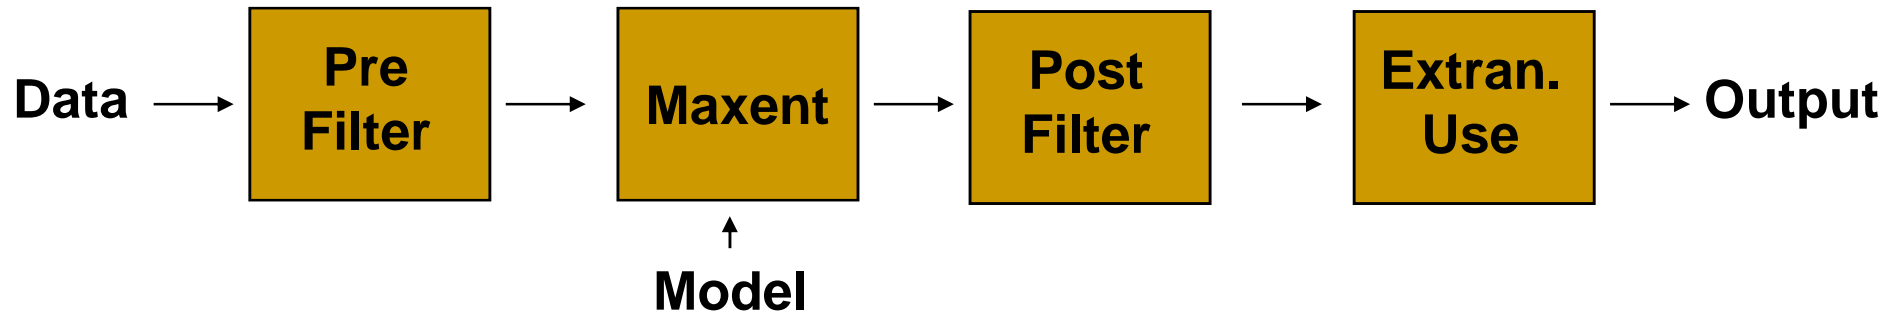 Data
Pre
Filter
Maxent
Post
Filter
Extran.
Use
Output
Model